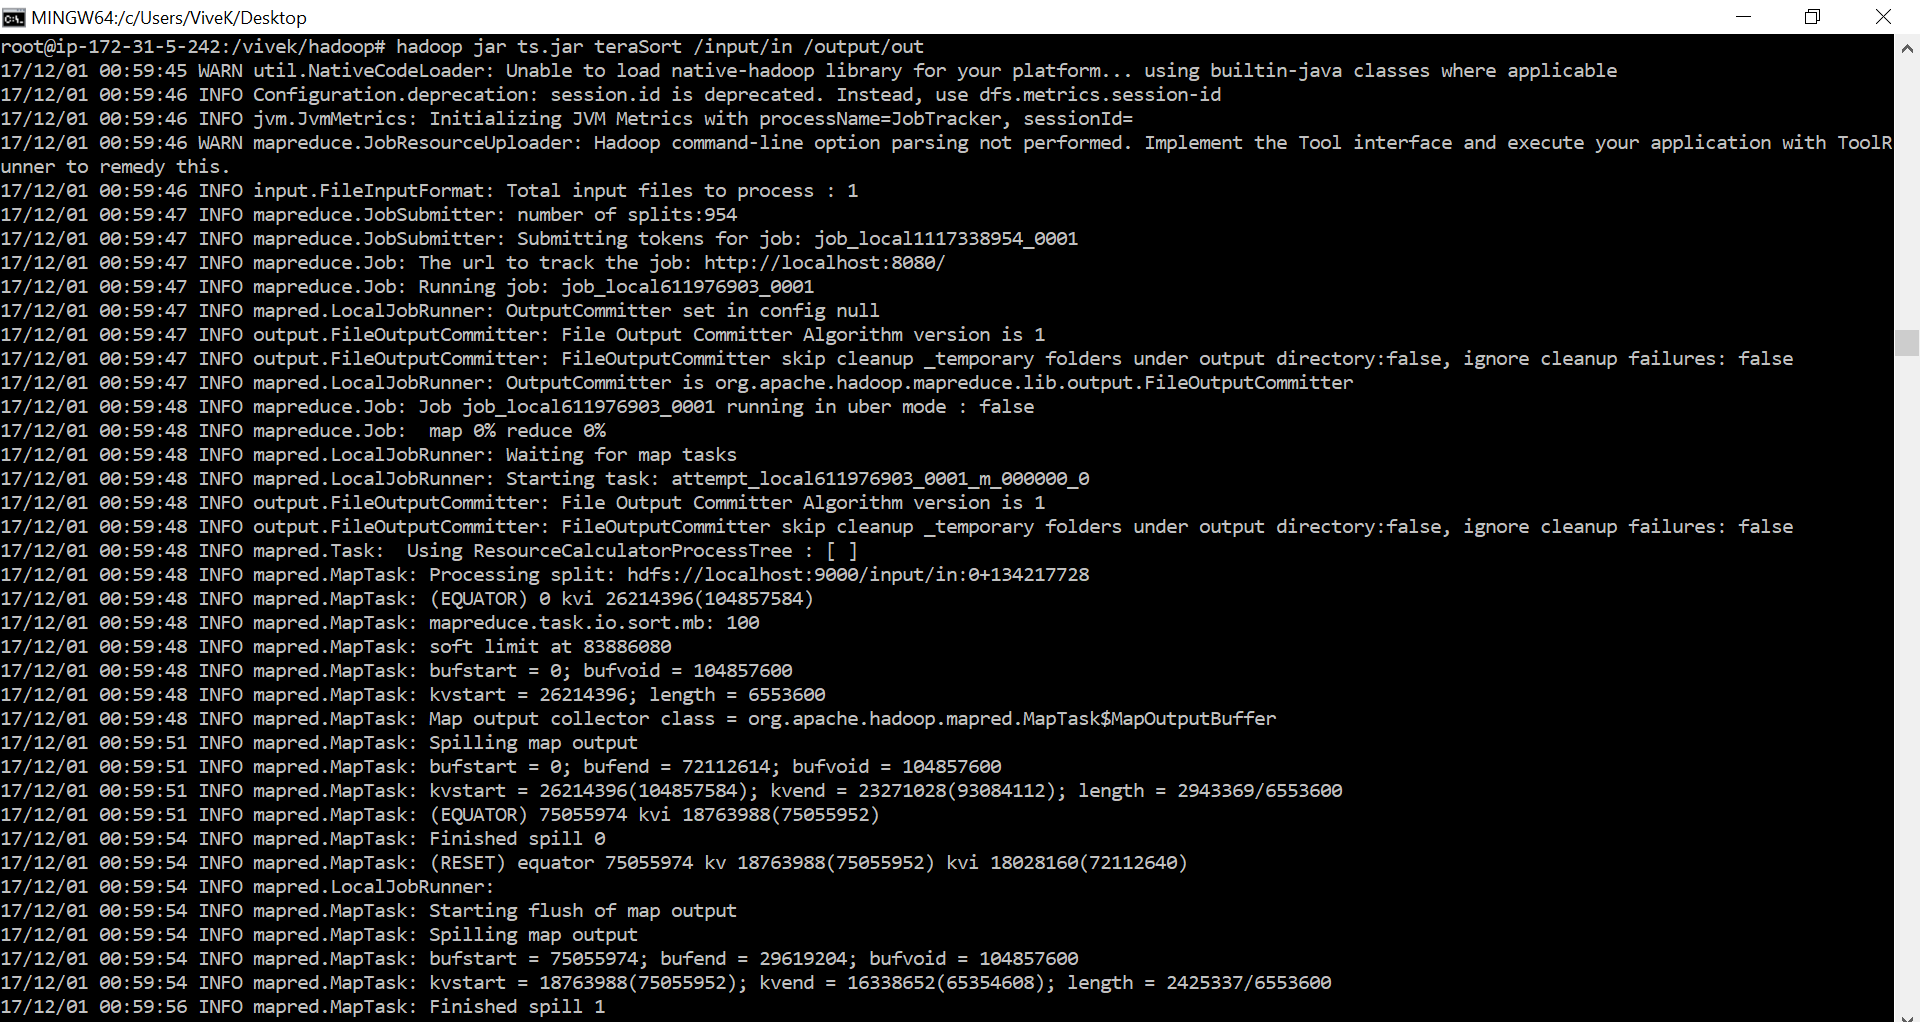 MINGW64:/c/Users/ViveK/Desktop
root@ip-172-31-5-242:/vivek/hadoop# hadoop jar ts.jar teraSort /input/in /output/out
17/12/01 00:59:45 WARN util.NativeCodeLoader: Unable to load native-hadoop library for your platform... using builtin-java classes where applicable
17/12/01 00:59:46 INFO Configuration.deprecation: session.id is deprecated. Instead, use dfs.metrics.session-id
17/12/01 00:59:46 INFO jvm.JvmMetrics: Initializing JVM Metrics with processName=JobTracker, sessionId=
17/12/01 00:59:46 WARN mapreduce.JobResourceUploader: Hadoop command-line option parsing not performed. Implement the Tool interface and execute your application with ToolR
unner to remedy this.
17/12/01 00:59:46 INFO input.FileInputFormat: Total input files to process : 1
17/12/01 00:59:47 INFO mapreduce.JobSubmitter: number of splits:954
17/12/01 00:59:47 INFO mapreduce.JobSubmitter: Submitting tokens for job: job_local1117338954_0001
17/12/01 00:59:47 INFO mapreduce.Job: The url to track the job: http://localhost:8080/
17/12/01 00:59:47 INFO mapreduce.Job: Running job: job_local611976903_0001
17/12/01 00:59:47 INFO mapred.LocalJobRunner: OutputCommitter set in config null
17/12/01 00:59:47 INFO output.FileOutputCommitter: File Output Committer Algorithm version is 1
17/12/01 00:59:47 INFO output.FileOutputCommitter: FileOutputCommitter skip cleanup _temporary folders under output directory:false, ignore cleanup failures: false
17/12/01 00:59:47 INFO mapred.LocalJobRunner: OutputCommitter is org.apache.hadoop.mapreduce.lib.output.FileOutputCommitter
17/12/01 00:59:48 INFO mapreduce.Job: Job job_local611976903_0001 running in uber mode : false
17/12/01 00:59:48 INFO mapreduce.Job:  map 0% reduce 0%
17/12/01 00:59:48 INFO mapred.LocalJobRunner: Waiting for map tasks
17/12/01 00:59:48 INFO mapred.LocalJobRunner: Starting task: attempt_local611976903_0001_m_000000_0
17/12/01 00:59:48 INFO output.FileOutputCommitter: File Output Committer Algorithm version is 1
17/12/01 00:59:48 INFO output.FileOutputCommitter: FileOutputCommitter skip cleanup _temporary folders under output directory:false, ignore cleanup failures: false
17/12/01 00:59:48 INFO mapred.Task:  Using ResourceCalculatorProcessTree : [ ]
17/12/01 00:59:48 INFO mapred.MapTask: Processing split: hdfs://localhost:9000/input/in:0+134217728
17/12/01 00:59:48 INFO mapred.MapTask: (EQUATOR) 0 kvi 26214396(104857584)
17/12/01 00:59:48 INFO mapred.MapTask: mapreduce.task.io.sort.mb: 100
17/12/01 00:59:48 INFO mapred.MapTask: soft limit at 83886080
17/12/01 00:59:48 INFO mapred.MapTask: bufstart = 0; bufvoid = 104857600
17/12/01 00:59:48 INFO mapred.MapTask: kvstart = 26214396; length = 6553600
17/12/01 00:59:48 INFO mapred.MapTask: Map output collector class = org.apache.hadoop.mapred.MapTask$MapOutputBuffer
17/12/01 00:59:51 INFO mapred.MapTask: Spilling map output
17/12/01 00:59:51 INFO mapred.MapTask: bufstart = 0; bufend = 72112614; bufvoid = 104857600
17/12/01 00:59:51 INFO mapred.MapTask: kvstart = 26214396(104857584); kvend = 23271028(93084112); length = 2943369/6553600
17/12/01 00:59:51 INFO mapred.MapTask: (EQUATOR) 75055974 kvi 18763988(75055952)
17/12/01 00:59:54 INFO mapred.MapTask: Finished spill 0
17/12/01 00:59:54 INFO mapred.MapTask: (RESET) equator 75055974 kv 18763988(75055952) kvi 18028160(72112640)
17/12/01 00:59:54 INFO mapred.LocalJobRunner:
17/12/01 00:59:54 INFO mapred.MapTask: Starting flush of map output
17/12/01 00:59:54 INFO mapred.MapTask: Spilling map output
17/12/01 00:59:54 INFO mapred.MapTask: bufstart = 75055974; bufend = 29619204; bufvoid = 104857600
17/12/01 00:59:54 INFO mapred.MapTask: kvstart = 18763988(75055952); kvend = 16338652(65354608); length = 2425337/6553600
17/12/01 00:59:56 INFO mapred.MapTask: Finished spill 1